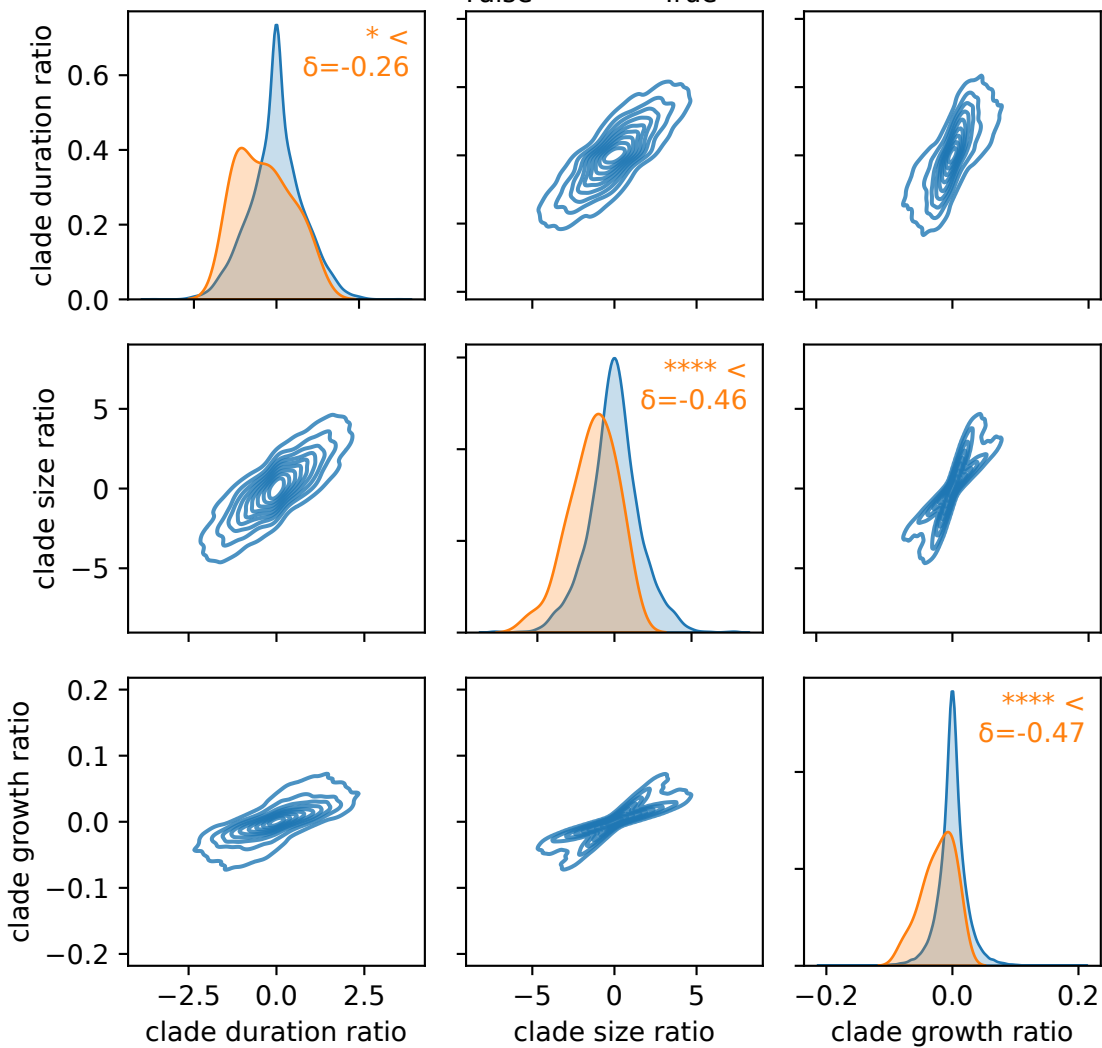 * <
δ=-0.26
clade duration ratio
0.6
0.4
0.2
0.0
**** <
δ=-0.46
clade size ratio
5
0
−5
**** <
δ=-0.47
clade growth ratio
0.2
0.1
0.0
−0.1
−0.2
−2.5 0.0 2.5 −5 0 5 −0.2 0.0 0.2
clade duration ratio clade size ratio clade growth ratio